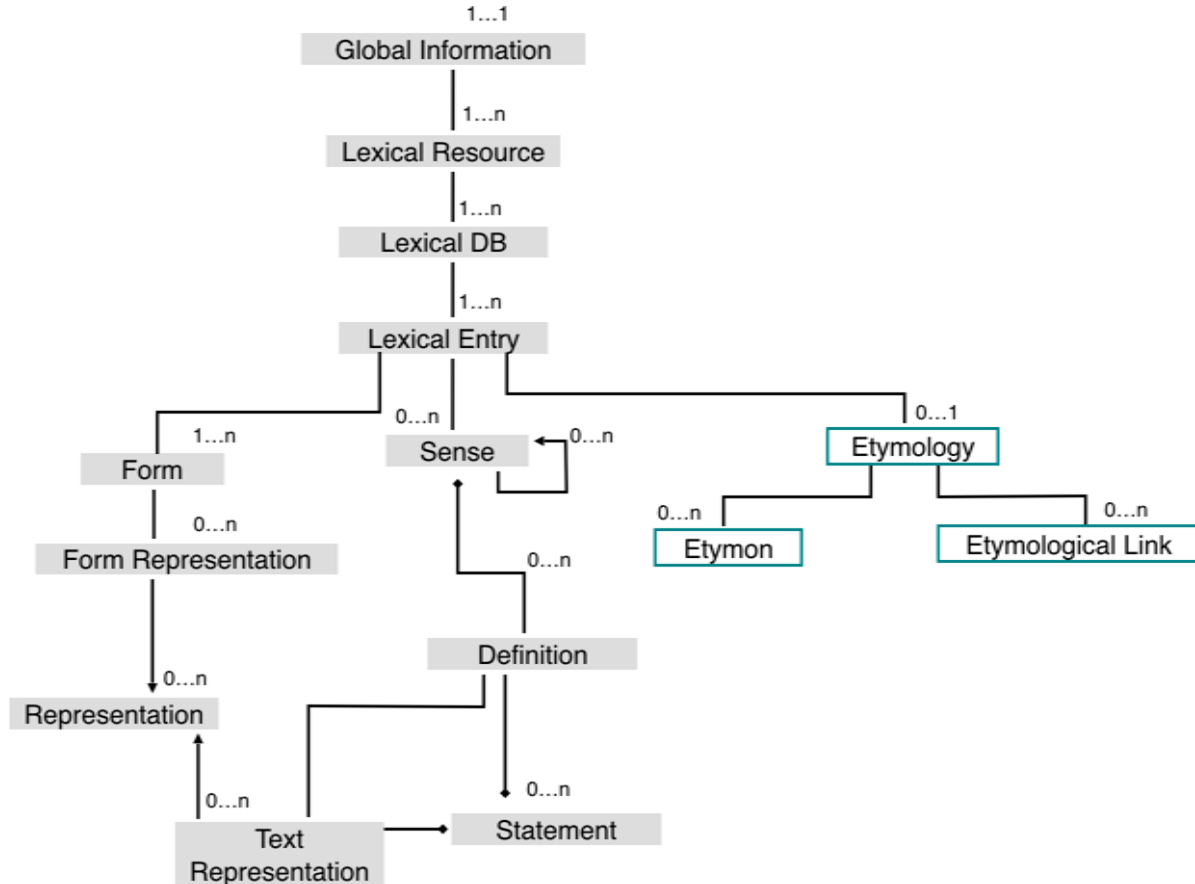 1…1
Global Information
1…n
Lexical Resource
1…n
Lexical DB
1…n
Lexical Entry
0…n
0…1
1…n
0…n
Etymology
Form
Sense
0…n
0…n
0…n
Etymon
Etymological Link
Form Representation
0…n
Definition
0…n
Representation
0…n
0…n
Text
Representation
Statement